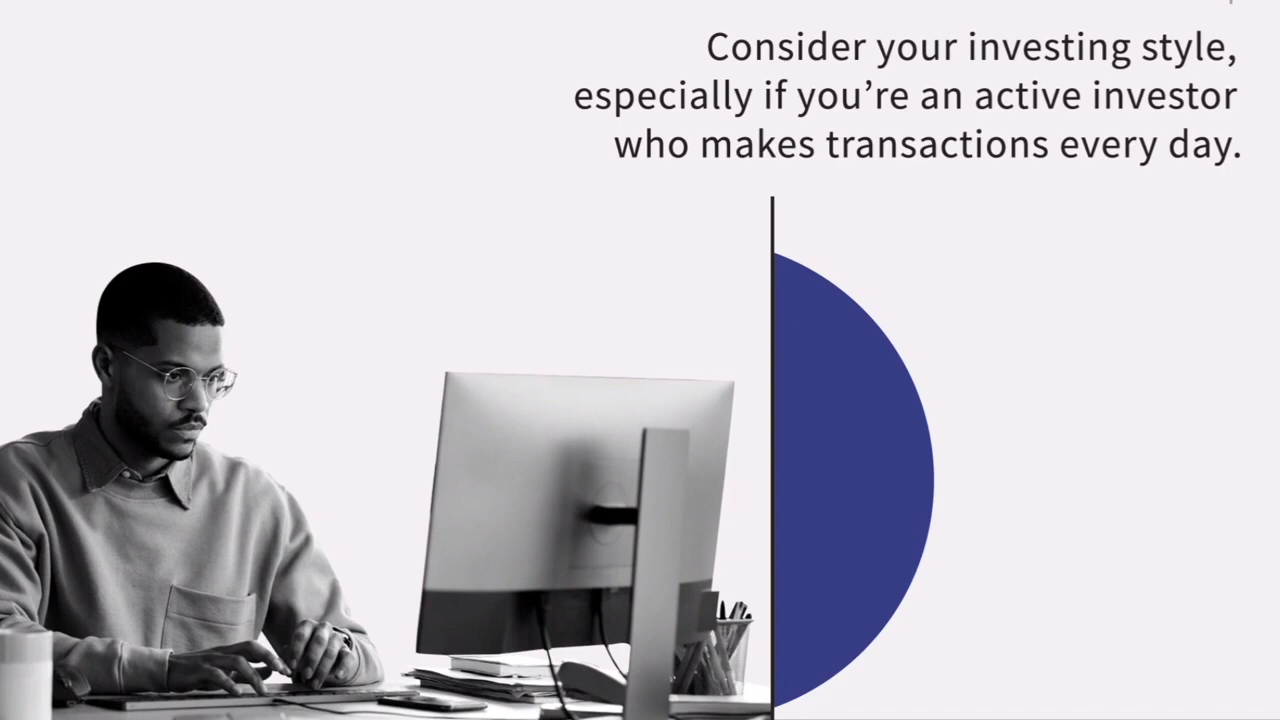 Consider your investing style,
especially if you’re an active investor
who makes transactions every day.